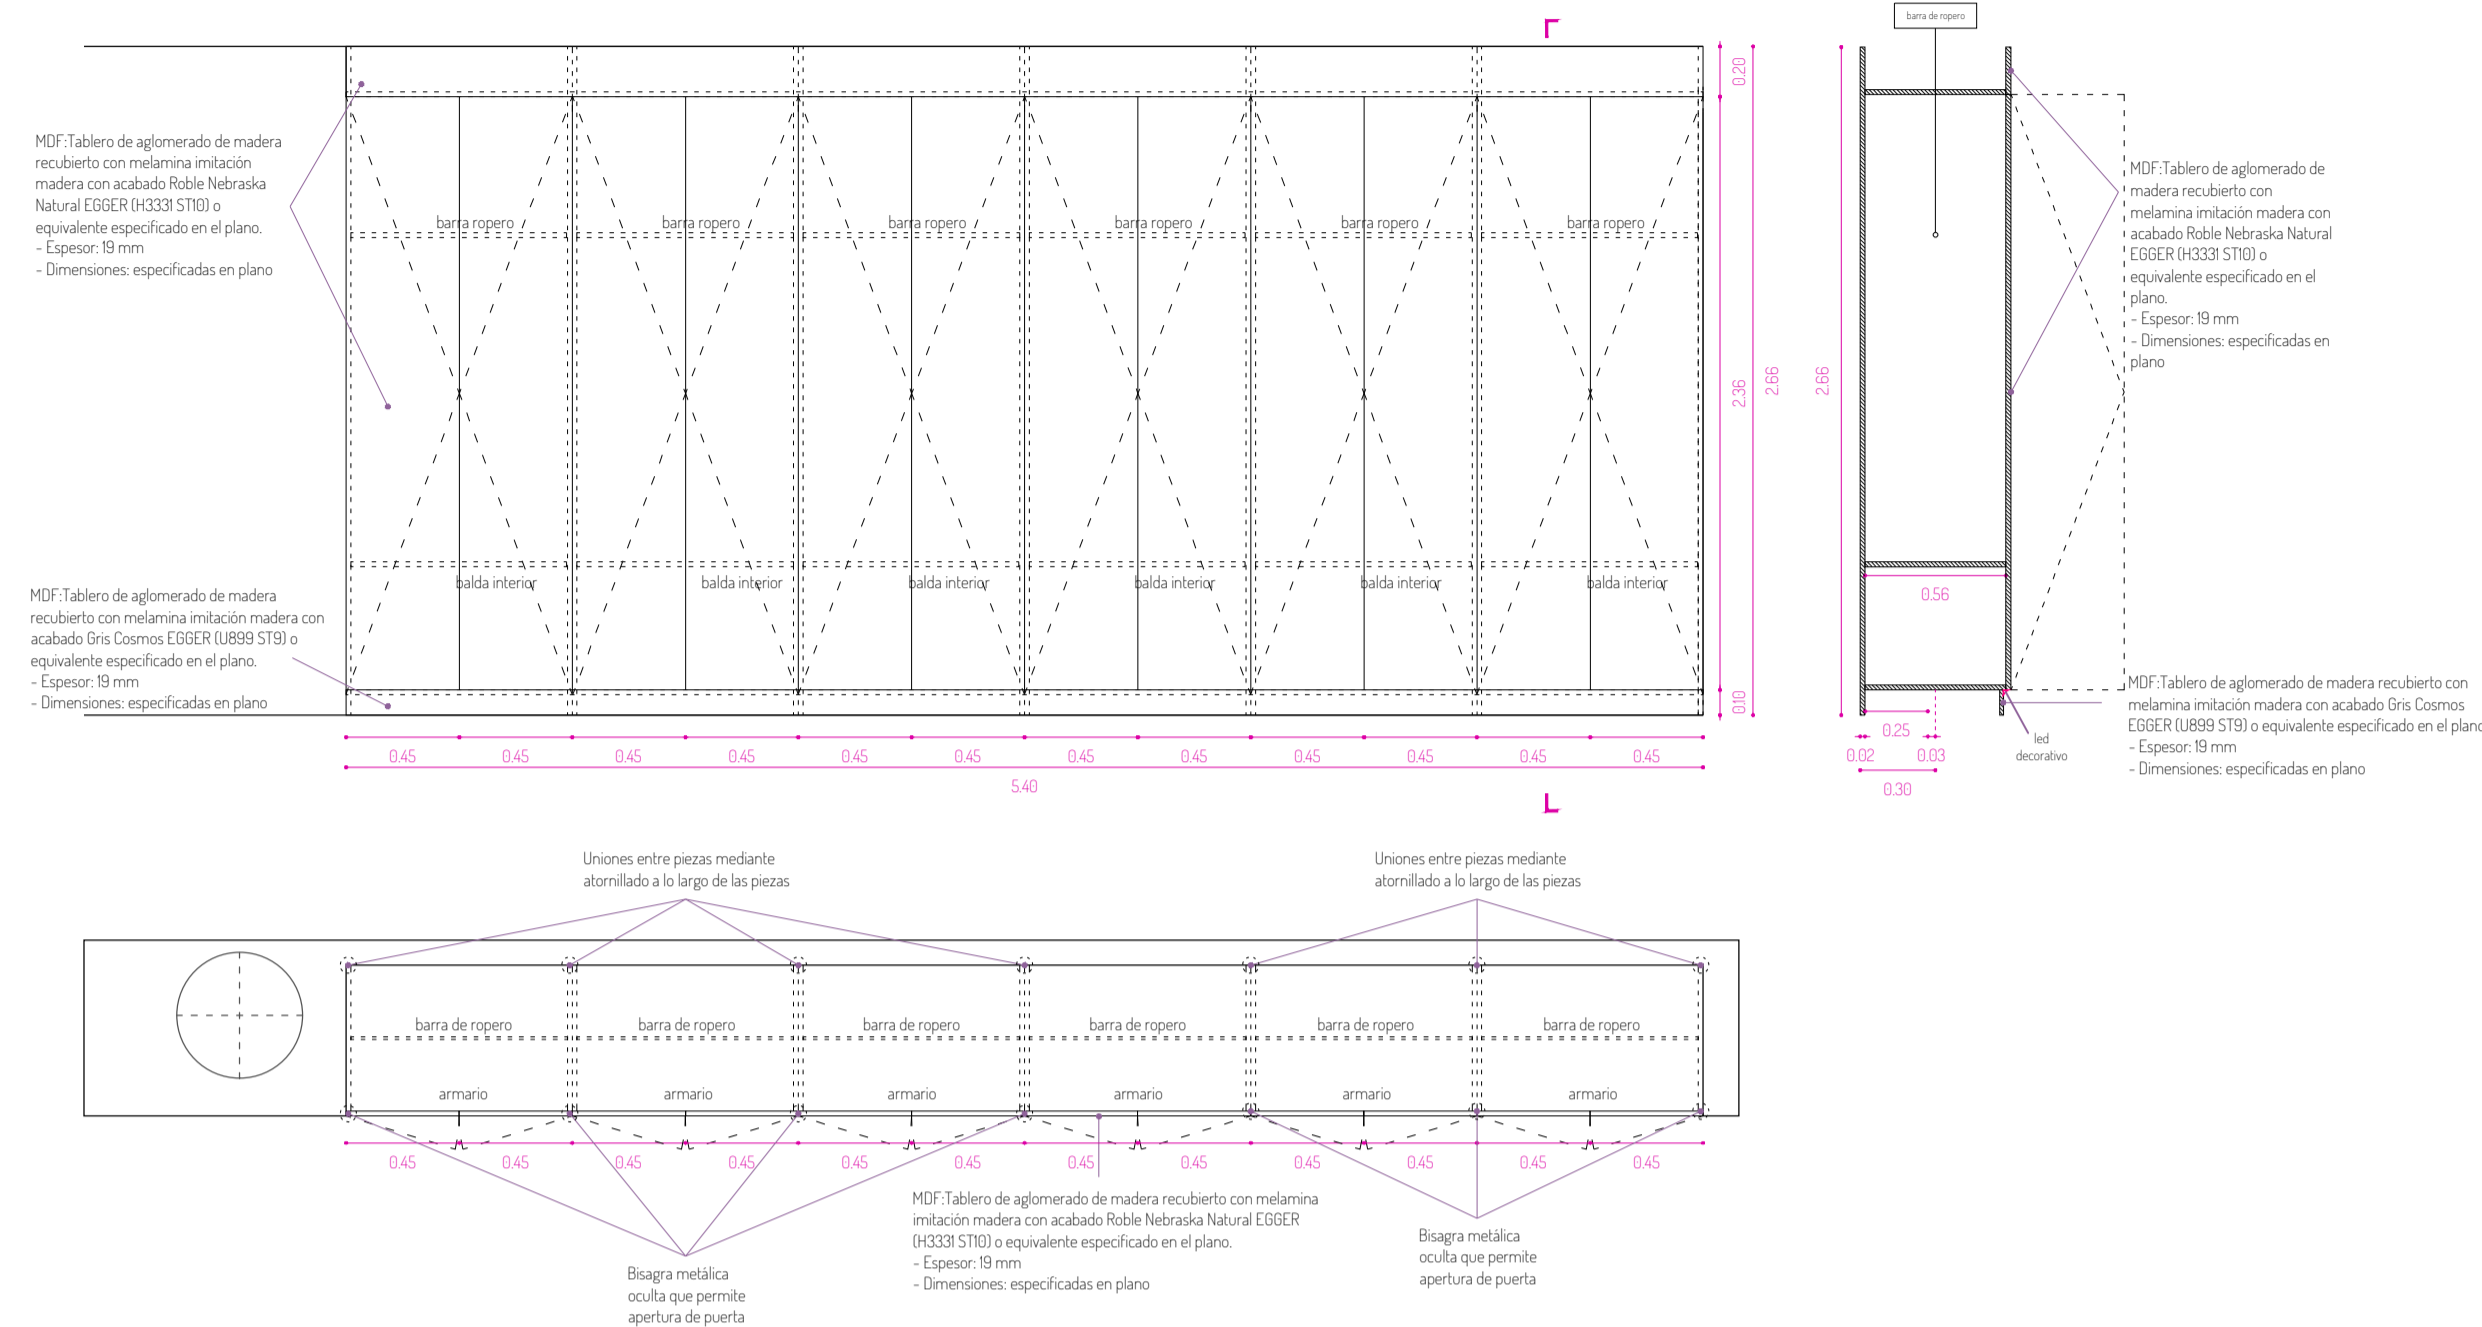 barra de ropero
0.20
MDF:Tablero de aglomerado de madera
recubierto con melamina imitación
madera con acabado Roble Nebraska
Natural EGGER (H3331 ST10) o
equivalente especificado en el plano.
- Espesor: 19 mm
- Dimensiones: especificadas en plano
barra ropero
barra ropero
barra ropero
barra ropero
barra ropero
barra ropero
MDF:Tablero de aglomerado de
madera recubierto con
melamina imitación madera con
acabado Roble Nebraska Natural
EGGER (H3331 ST10) o
equivalente especificado en el
plano.
- Espesor: 19 mm
- Dimensiones: especificadas en
plano
2.36
2.66
2.66
balda interior
balda interior
balda interior
balda interior
balda interior
balda interior
0.56
MDF:Tablero de aglomerado de madera
recubierto con melamina imitación madera con
acabado Gris Cosmos EGGER (U899 ST9) o
equivalente especificado en el plano.
- Espesor: 19 mm
- Dimensiones: especificadas en plano
0.10
0.25
0.02
0.03
0.30
led
decorativo
MDF:Tablero de aglomerado de madera recubierto con
melamina imitación madera con acabado Gris Cosmos
EGGER (U899 ST9) o equivalente especificado en el plano
- Espesor: 19 mm
- Dimensiones: especificadas en plano
0.45 0.45 0.45 0.45 0.45 0.45 0.45 0.45 0.45 0.45 0.45 0.45
5.40
Uniones entre piezas mediante
atornillado a lo largo de las piezas
Uniones entre piezas mediante
atornillado a lo largo de las piezas
barra de ropero
barra de ropero
barra de ropero
barra de ropero
barra de ropero
barra de ropero
armario
armario
armario
armario
armario
armario
0.45 0.45 0.45 0.45 0.45 0.45 0.45 0.45 0.45 0.45 0.45 0.45
MDF:Tablero de aglomerado de madera recubierto con melamina
imitación madera con acabado Roble Nebraska Natural EGGER
(H3331 ST10) o equivalente especificado en el plano.
- Espesor: 19 mm
- Dimensiones: especificadas en plano
Bisagra metálica
oculta que permite
apertura de puerta
Bisagra metálica
oculta que permite
apertura de puerta